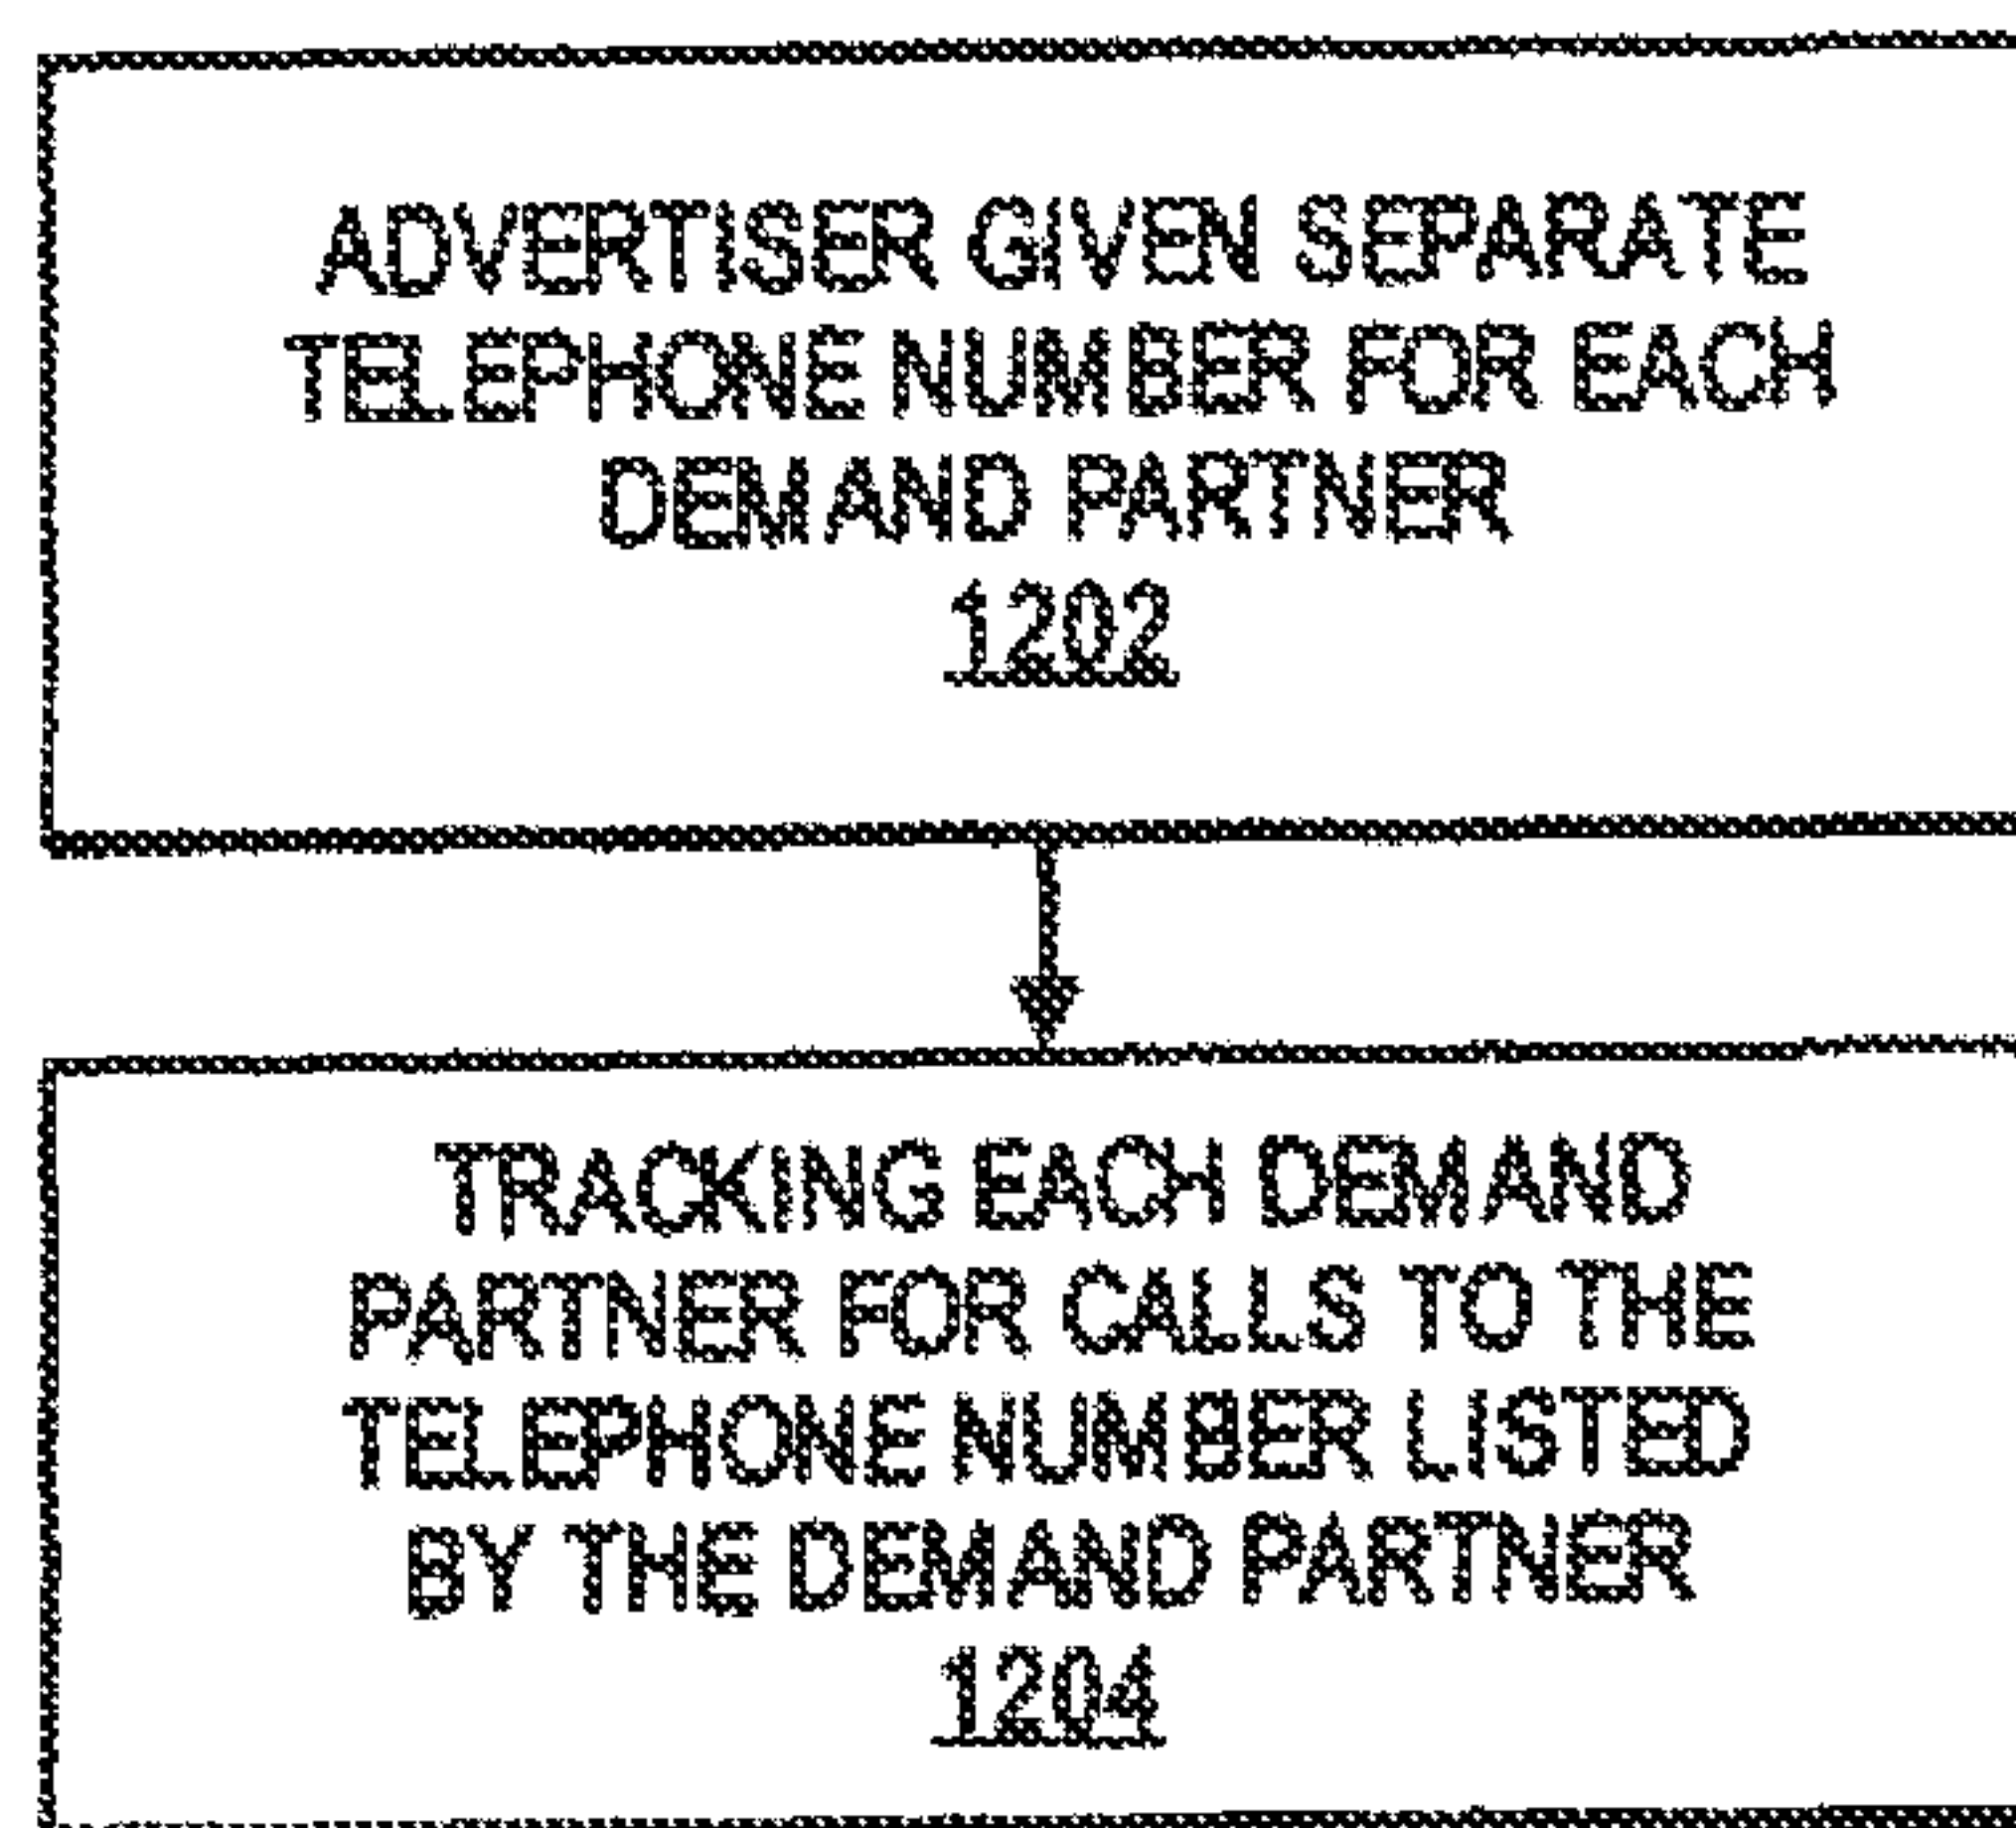 ADVERTISER GIVEN SEPARATE
TELEPHONE NUMBER FOR EACH
DEMAND PARTNER
1202
TRACKING EACH DEMAND
PARTNER FOR CALLS TO THE
TELEPHONE NUMBER LISTED
BY THE DEMAND PARTNER
1204